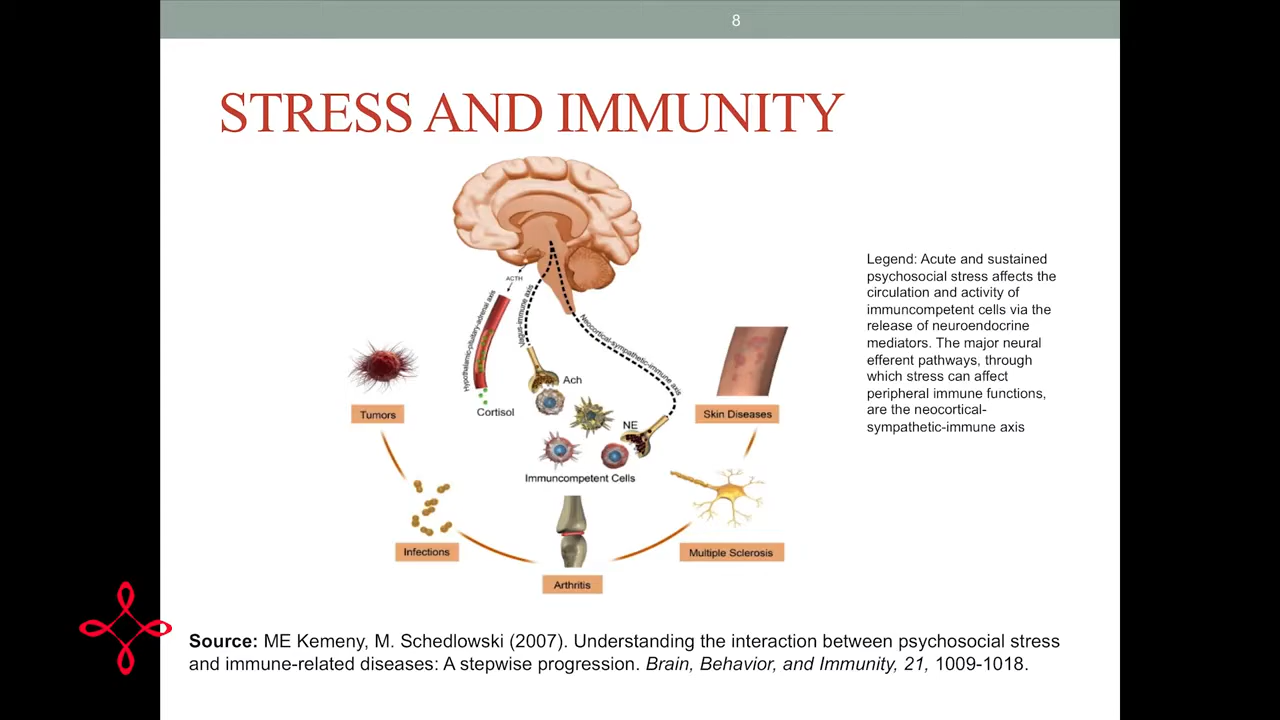 8
STRESS AND IMMUNITY
ACTH
Hypothalamic-pituitary-adrenal axis
Vagus-immune axis
Neocortical-sympathetic-immune axis
Ach
Cortisol
NE
Immuncompetent Cells
Tumors
Skin Diseases
Infections
Multiple Sclerosis
Arthritis
Legend: Acute and sustained
psychosocial stress affects the
circulation and activity of
immuncompetent cells via the
release of neuroendocrine
mediators. The major neural
efferent pathways, through
which stress can affect
peripheral immune functions,
are the neocortical-
sympathetic-immune axis
Source: ME Kemeny, M. Schedlowski (2007). Understanding the interaction between psychosocial stress
and immune-related diseases: A stepwise progression. Brain, Behavior, and Immunity, 21, 1009-1018.